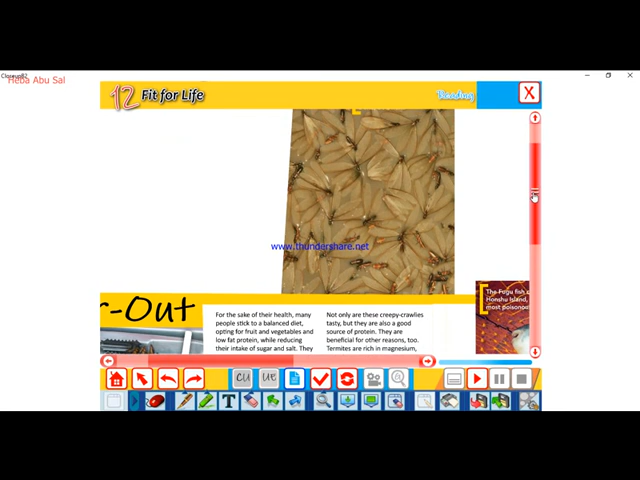 Closeup B2
Heba Abu Sal
12 Fit for Life
Reading
X
www.thundershare.net
r-Out
For the sake of their health, many
people stick to a balanced diet,
opting for fruit and vegetables and
low fat protein, while reducing
their intake of sugar and salt. They
Not only are these creepy-crawlies
tasty, but they are also a good
source of protein. They are
beneficial for other reasons, too.
Termites are rich in magnesium,
The Fugu fish
Honshu Island,
most poisonou
T